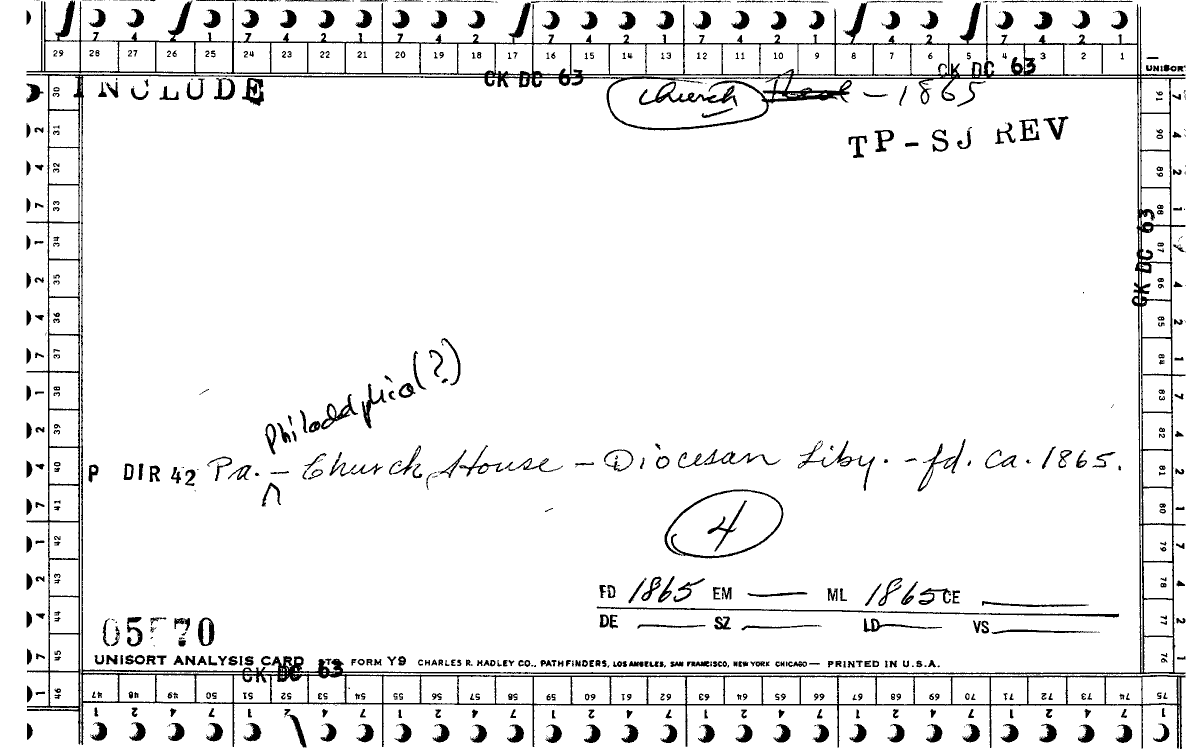 7 4 2 1 7 4 2 1 7 4 2 1 7 4 2 1 7 4 2 1 7 4 2 1 7 4 2 1
29 28 27 26 25 24 23 22 21 20 19 18 17 16 15 14 13 12 11 10 9 8 7 6 5 4 3 2 1
UNISORT
CK DC 63 CK DC 63
INCLUDE church – 1865
TP-SJ REV
CK DC 63
Philadelphia(?)
P DIR 42 Pa. – Church House – Diocesan Liby. – fd. ca. 1865.
4
FD 1865 EM — ML 1865 CE
DE SZ LD VS
05570
UNISORT ANALYSIS CARD FORM Y9 CHARLES R. HADLEY CO., PATHFINDERS, LOS ANGELES, SAN FRANCISCO, NEW YORK CHICAGO — PRINTED IN U.S.A.
CK DC 63
46 47 48 49 50 51 52 53 54 55 56 57 58 59 60 61 62 63 64 65 66 67 68 69 70 71 72 73 74 75
1 2 4 7 1 2 4 7 1 2 4 7 1 2 4 7 1 2 4 7 1 2 4 7 1 2 4 7 1
30 31 32 33 34 35 36 37 38 39 40 41 42 43 44 45
91 90 89 88 87 86 85 84 83 82 81 80 79 78 77 76